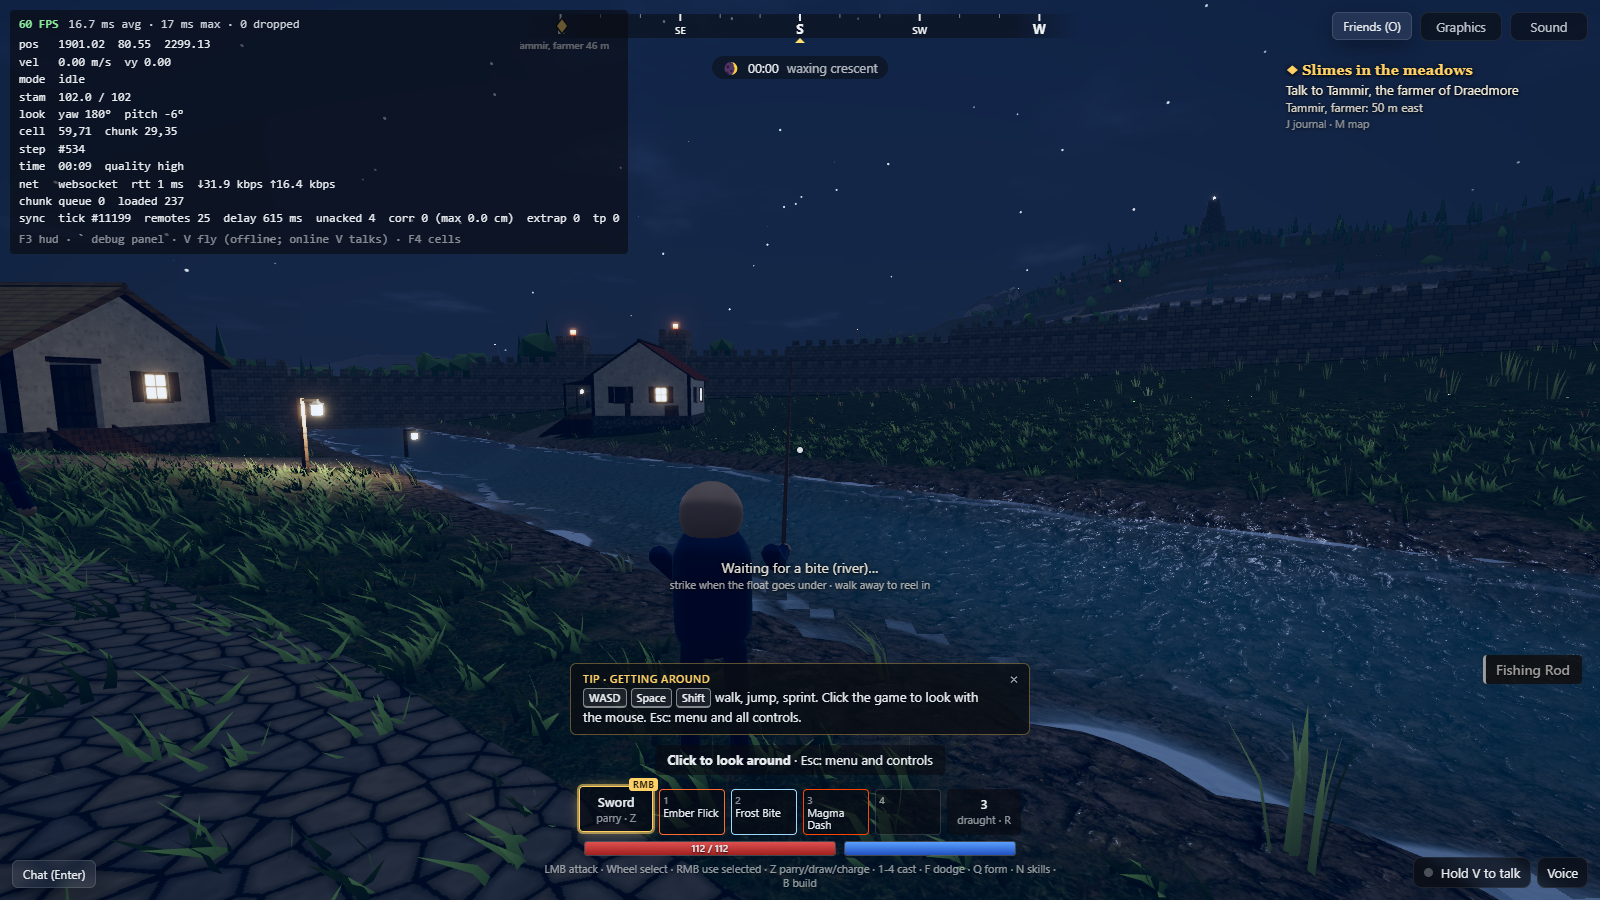 60 FPS 16.7 ms avg · 17 ms max · 0 dropped
pos 1901.02 80.55 2299.13
vel 0.00 m/s vy 0.00
mode idle
stam 102.0 / 102
look yaw 180° pitch -6°
cell 59,71 chunk 29,35
step #534
time 00:09 quality high
net websocket rtt 1 ms ↓31.9 kbps ↑16.4 kbps
chunk queue 0 loaded 237
sync tick #11199 remotes 25 delay 615 ms unacked 4 corr 0 (max 0.0 cm) extrap 0 tp 0
F3 hud · ` debug panel · V fly (offline; online V talks) · F4 cells
SE S SW W
ammir, farmer 46 m
00:00 waxing crescent
Friends (O) Graphics Sound
◆ Slimes in the meadows
Talk to Tammir, the farmer of Draedmore
Tammir, farmer: 50 m east
J journal · M map
Waiting for a bite (river)...
strike when the float goes under · walk away to reel in
Fishing Rod
TIP · GETTING AROUND ×
WASD Space Shift walk, jump, sprint. Click the game to look with
the mouse. Esc: menu and all controls.
Click to look around · Esc: menu and controls
RMB
Sword
parry · Z
1
Ember Flick
2
Frost Bite
3
Magma
Dash
4
3
draught · R
112 / 112
LMB attack · Wheel select · RMB use selected · Z parry/draw/charge · 1-4 cast · F dodge · Q form · N skills ·
B build
Chat (Enter)
Hold V to talk
Voice